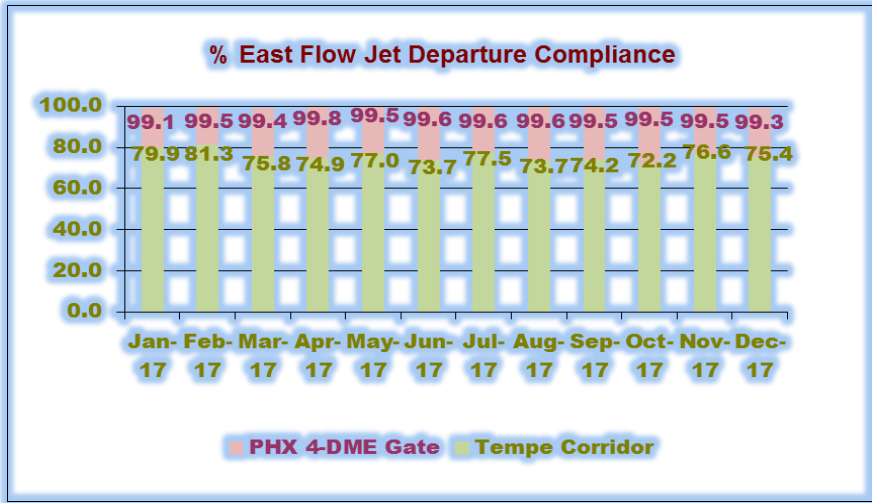 % East Flow Jet Departure Compliance
100.0
80.0
60.0
40.0
20.0
0.0
99.1 99.5 99.4 99.8 99.5 99.6 99.6 99.6 99.5 99.5 99.5 99.3
79.9 81.3 75.8 74.9 77.0 73.7 77.5 73.7 74.2 72.2 76.6 75.4
Jan- Feb- Mar- Apr- May- Jun- Jul- Aug- Sep- Oct- Nov- Dec-
17 17 17 17 17 17 17 17 17 17 17 17
PHX 4-DME Gate Tempe Corridor